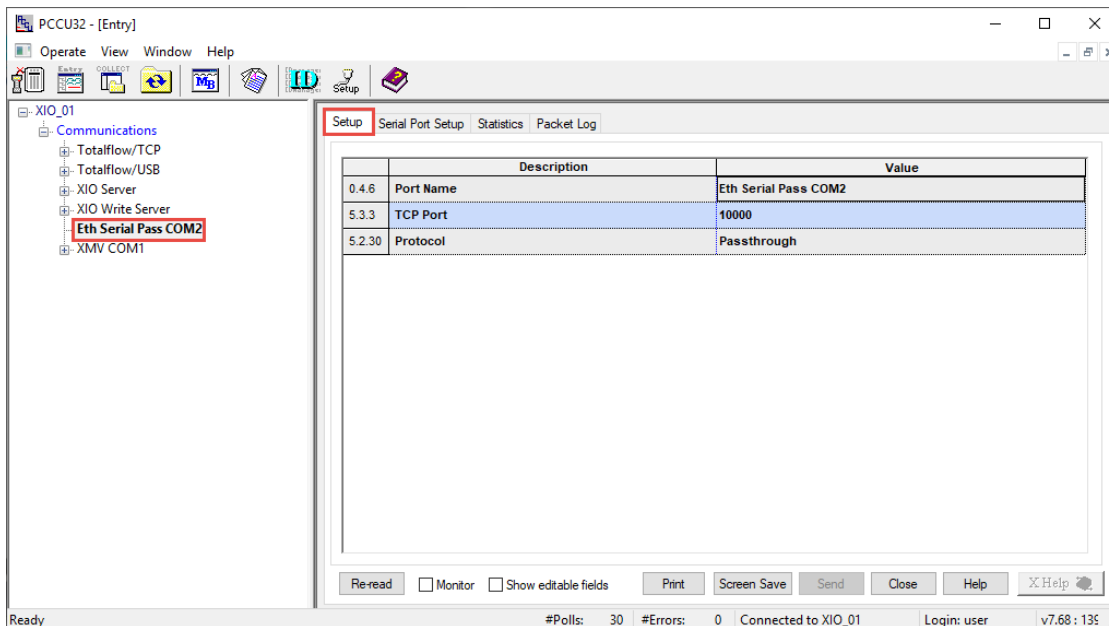 PCCU32 - [Entry]
Operate View Window Help
Entry COLLECT MB ID Setup
XIO_01
Communications
Totalflow/TCP
Totalflow/USB
XIO Server
XIO Write Server
Eth Serial Pass COM2
XMV COM1
Setup Serial Port Setup Statistics Packet Log
Description Value
0.4.6 Port Name Eth Serial Pass COM2
5.3.3 TCP Port 10000
5.2.30 Protocol Passthrough
Re-read Monitor Show editable fields Print Screen Save Send Close Help X Help
Ready #Polls: 30 #Errors: 0 Connected to XIO_01 Login: user v7.68 : 139